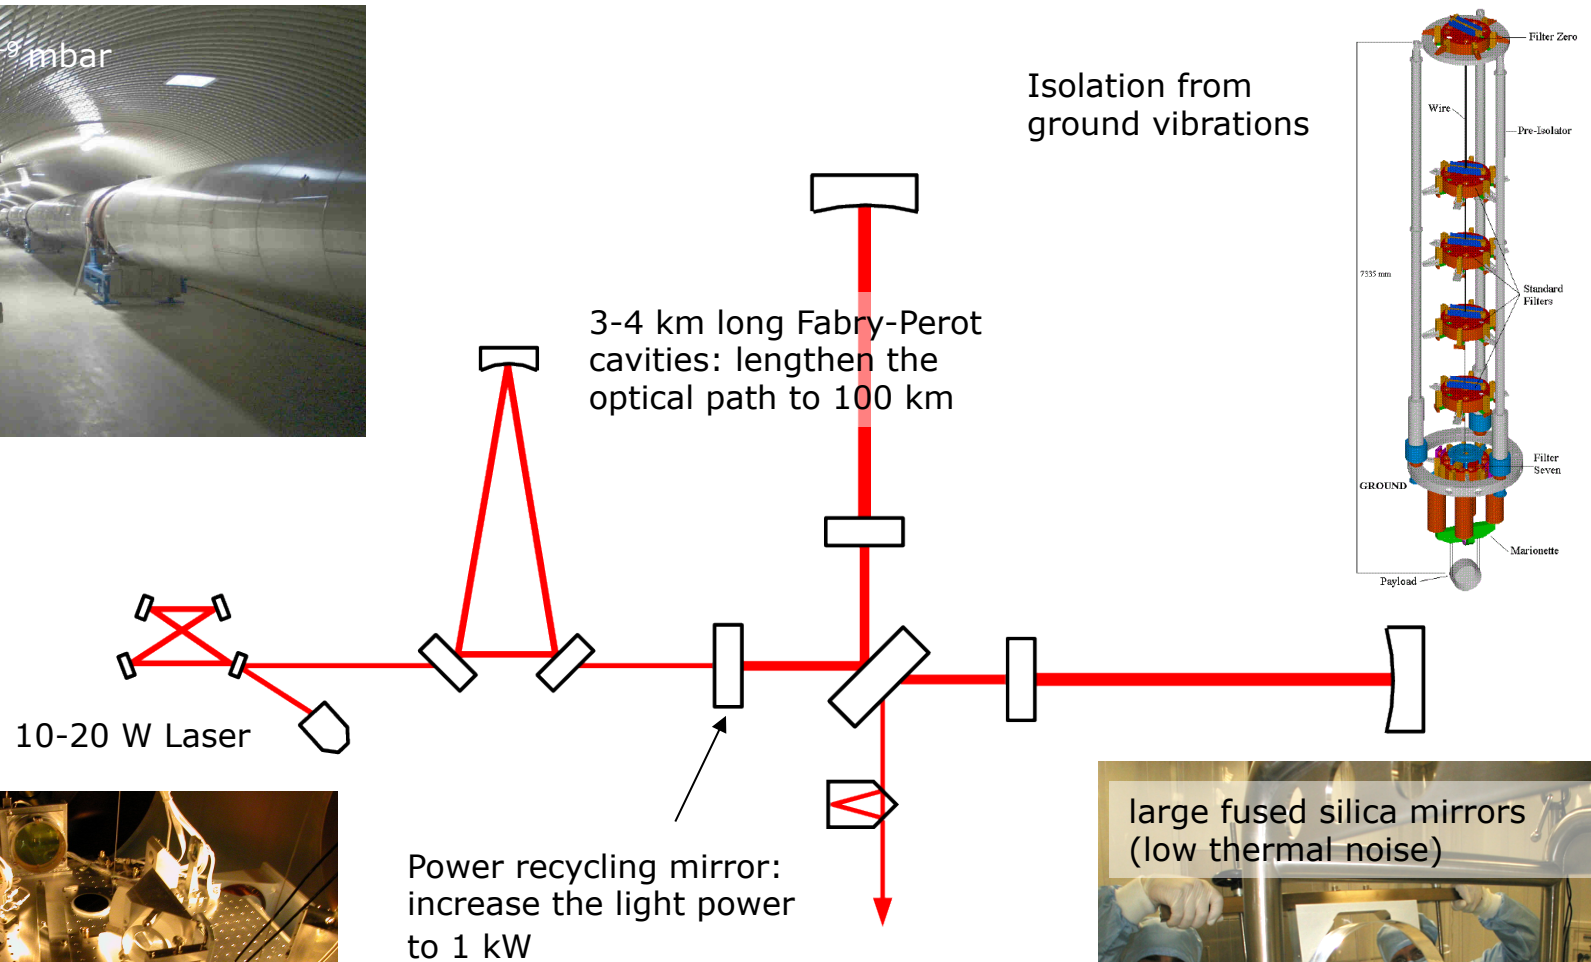 -9 mbar
Isolation from
ground vibrations
Filter Zero
Wire
Pre-Isolator
7335 mm
Standard
Filters
Filter
Seven
GROUND
Marionette
Payload
3-4 km long Fabry-Perot
cavities: lengthen the
optical path to 100 km
10-20 W Laser
Power recycling mirror:
increase the light power
to 1 kW
large fused silica mirrors
(low thermal noise)